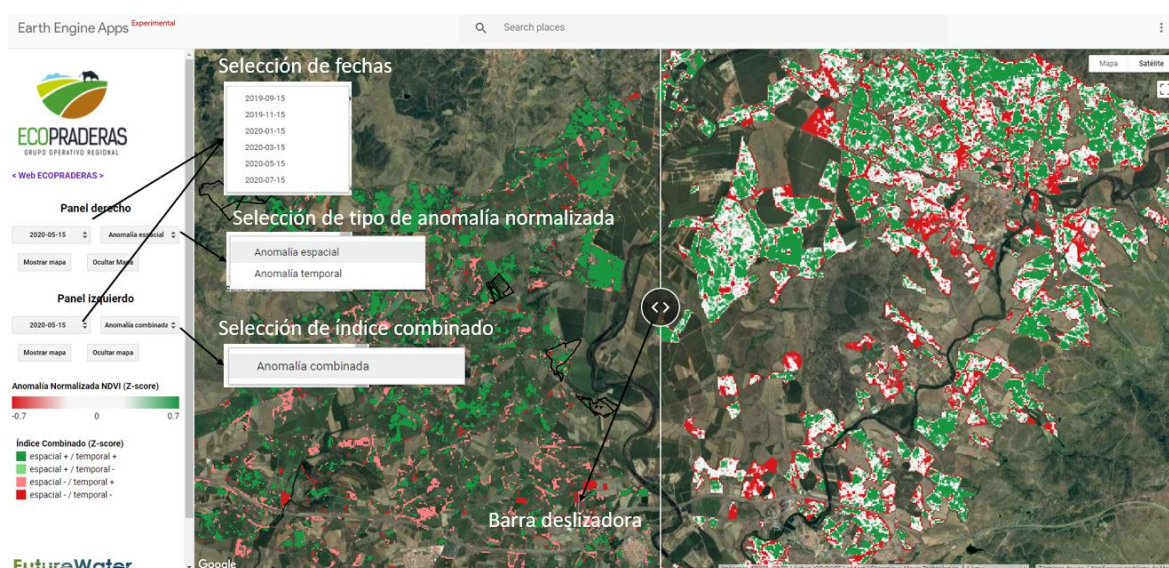 Earth Engine Apps Experimental
Search places
ECOPRADERAS
GRUPO OPERATIVO REGIONAL
< Web ECOPRADERAS >
Panel derecho
2020-05-15 Anomalía espacial
Mostrar mapa Ocultar Mapa
Panel izquierdo
2020-05-15 Anomalía combinada
Mostrar mapa Ocultar mapa
Anomalía Normalizada NDVI (Z-score)
-0.7 0 0.7
Índice Combinado (Z-score)
espacial + / temporal +
espacial + / temporal -
espacial - / temporal +
espacial - / temporal -
FutureWater
Selección de fechas
2019-09-15
2019-11-15
2020-01-15
2020-03-15
2020-05-15
2020-07-15
Selección de tipo de anomalía normalizada
Anomalía espacial
Anomalía temporal
Selección de índice combinado
Anomalía combinada
Barra deslizadora
Google
Mapa Satélite